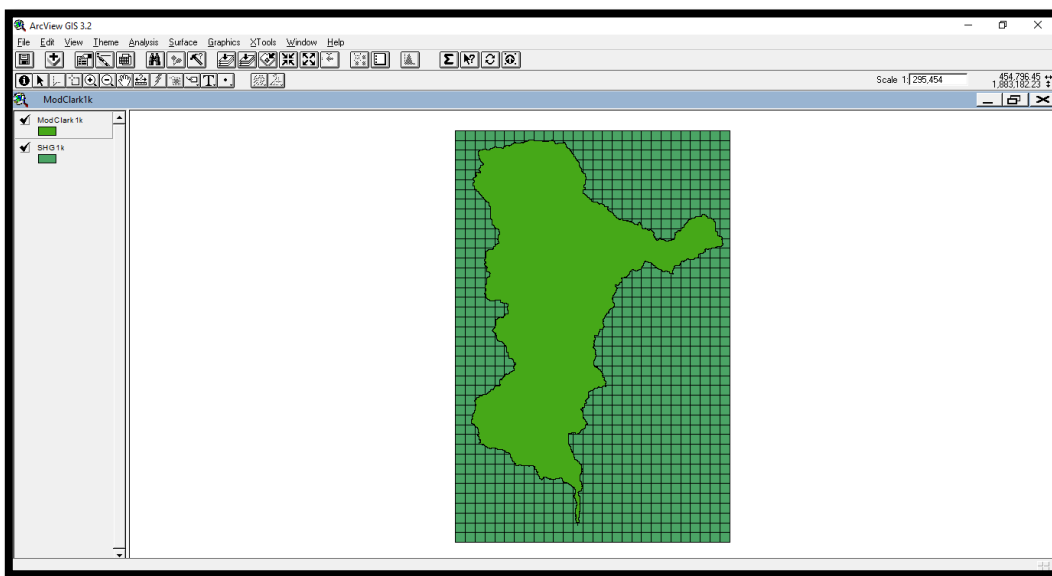 ArcView GIS 3.2
File Edit View Theme Analysis Surface Graphics XTools Window Help
Scale 1: 295,454 454,796.45
1,883,182.23
ModClark1k
ModClark1k
SHG1k